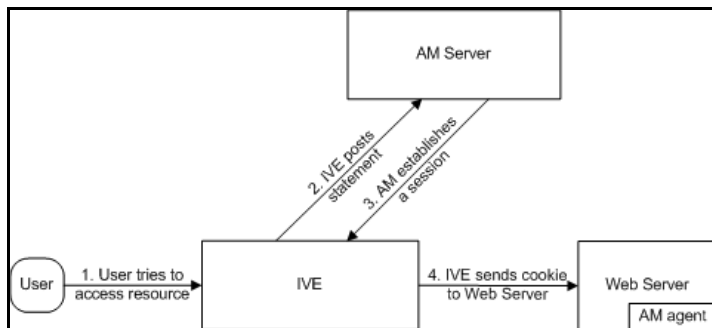 AM Server
2. IVE posts
statement
3. AM establishes
a session
User
1. User tries to
access resource
IVE
4. IVE sends cookie
to Web Server
Web Server
AM agent